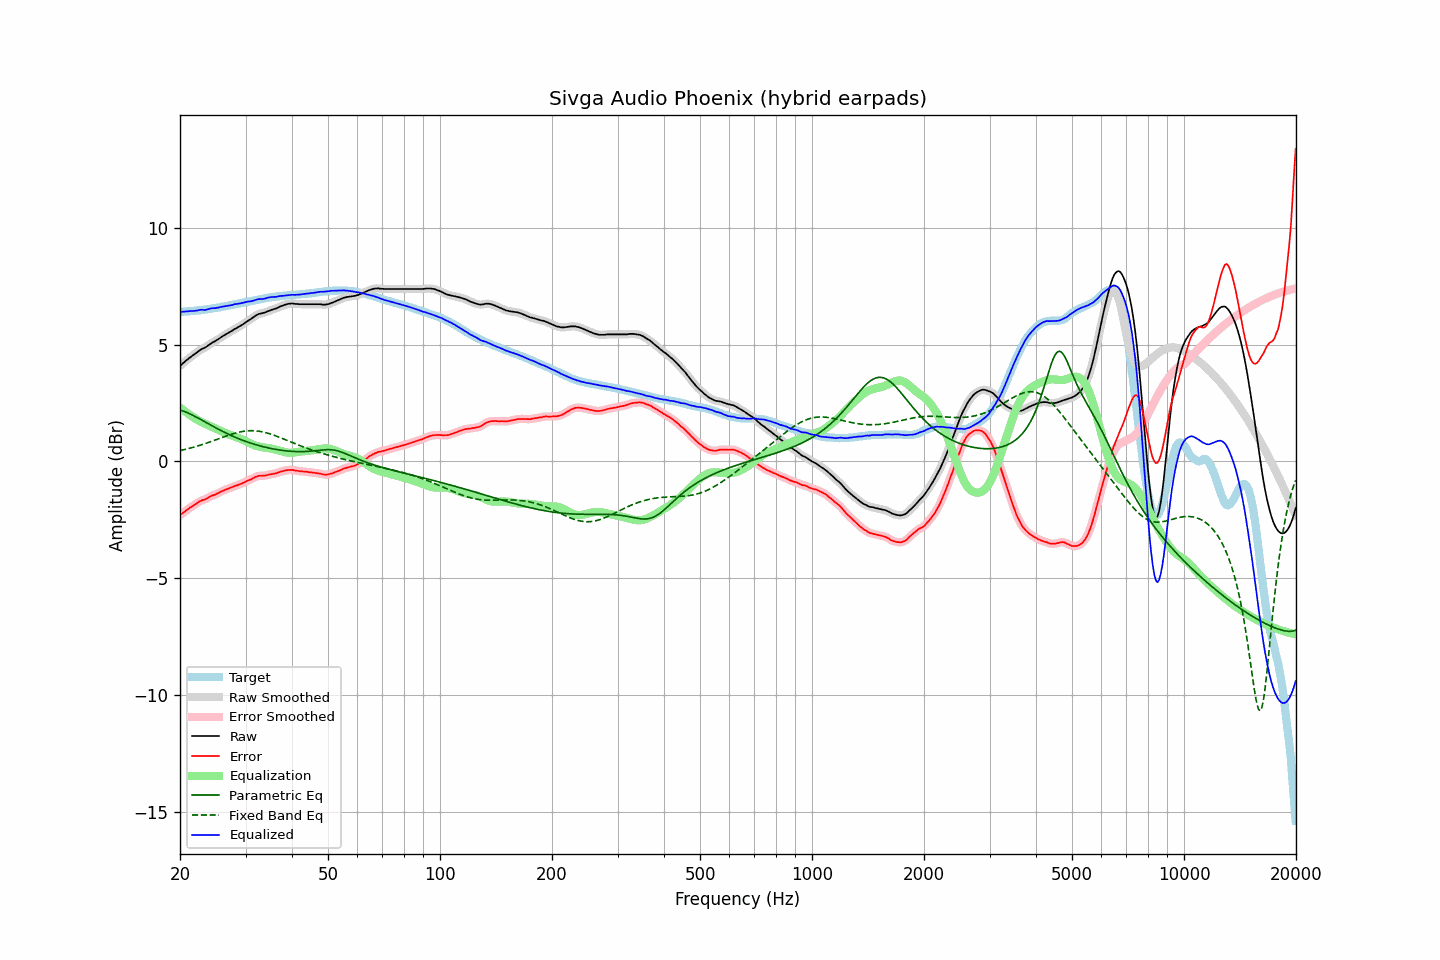 Sivga Audio Phoenix (hybrid earpads)
Amplitude (dBr)
10
5
0
−5
−10
−15
Target
Raw Smoothed
Error Smoothed
Raw
Error
Equalization
Parametric Eq
Fixed Band Eq
Equalized
20 50 100 200 500 1000 2000 5000 10000 20000
Frequency (Hz)